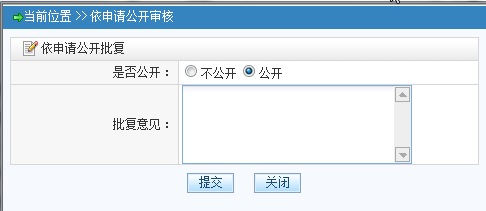 当前位置 >> 依申请公开审核
依申请公开批复
是否公开： 不公开 公开
批复意见：
提交 关闭